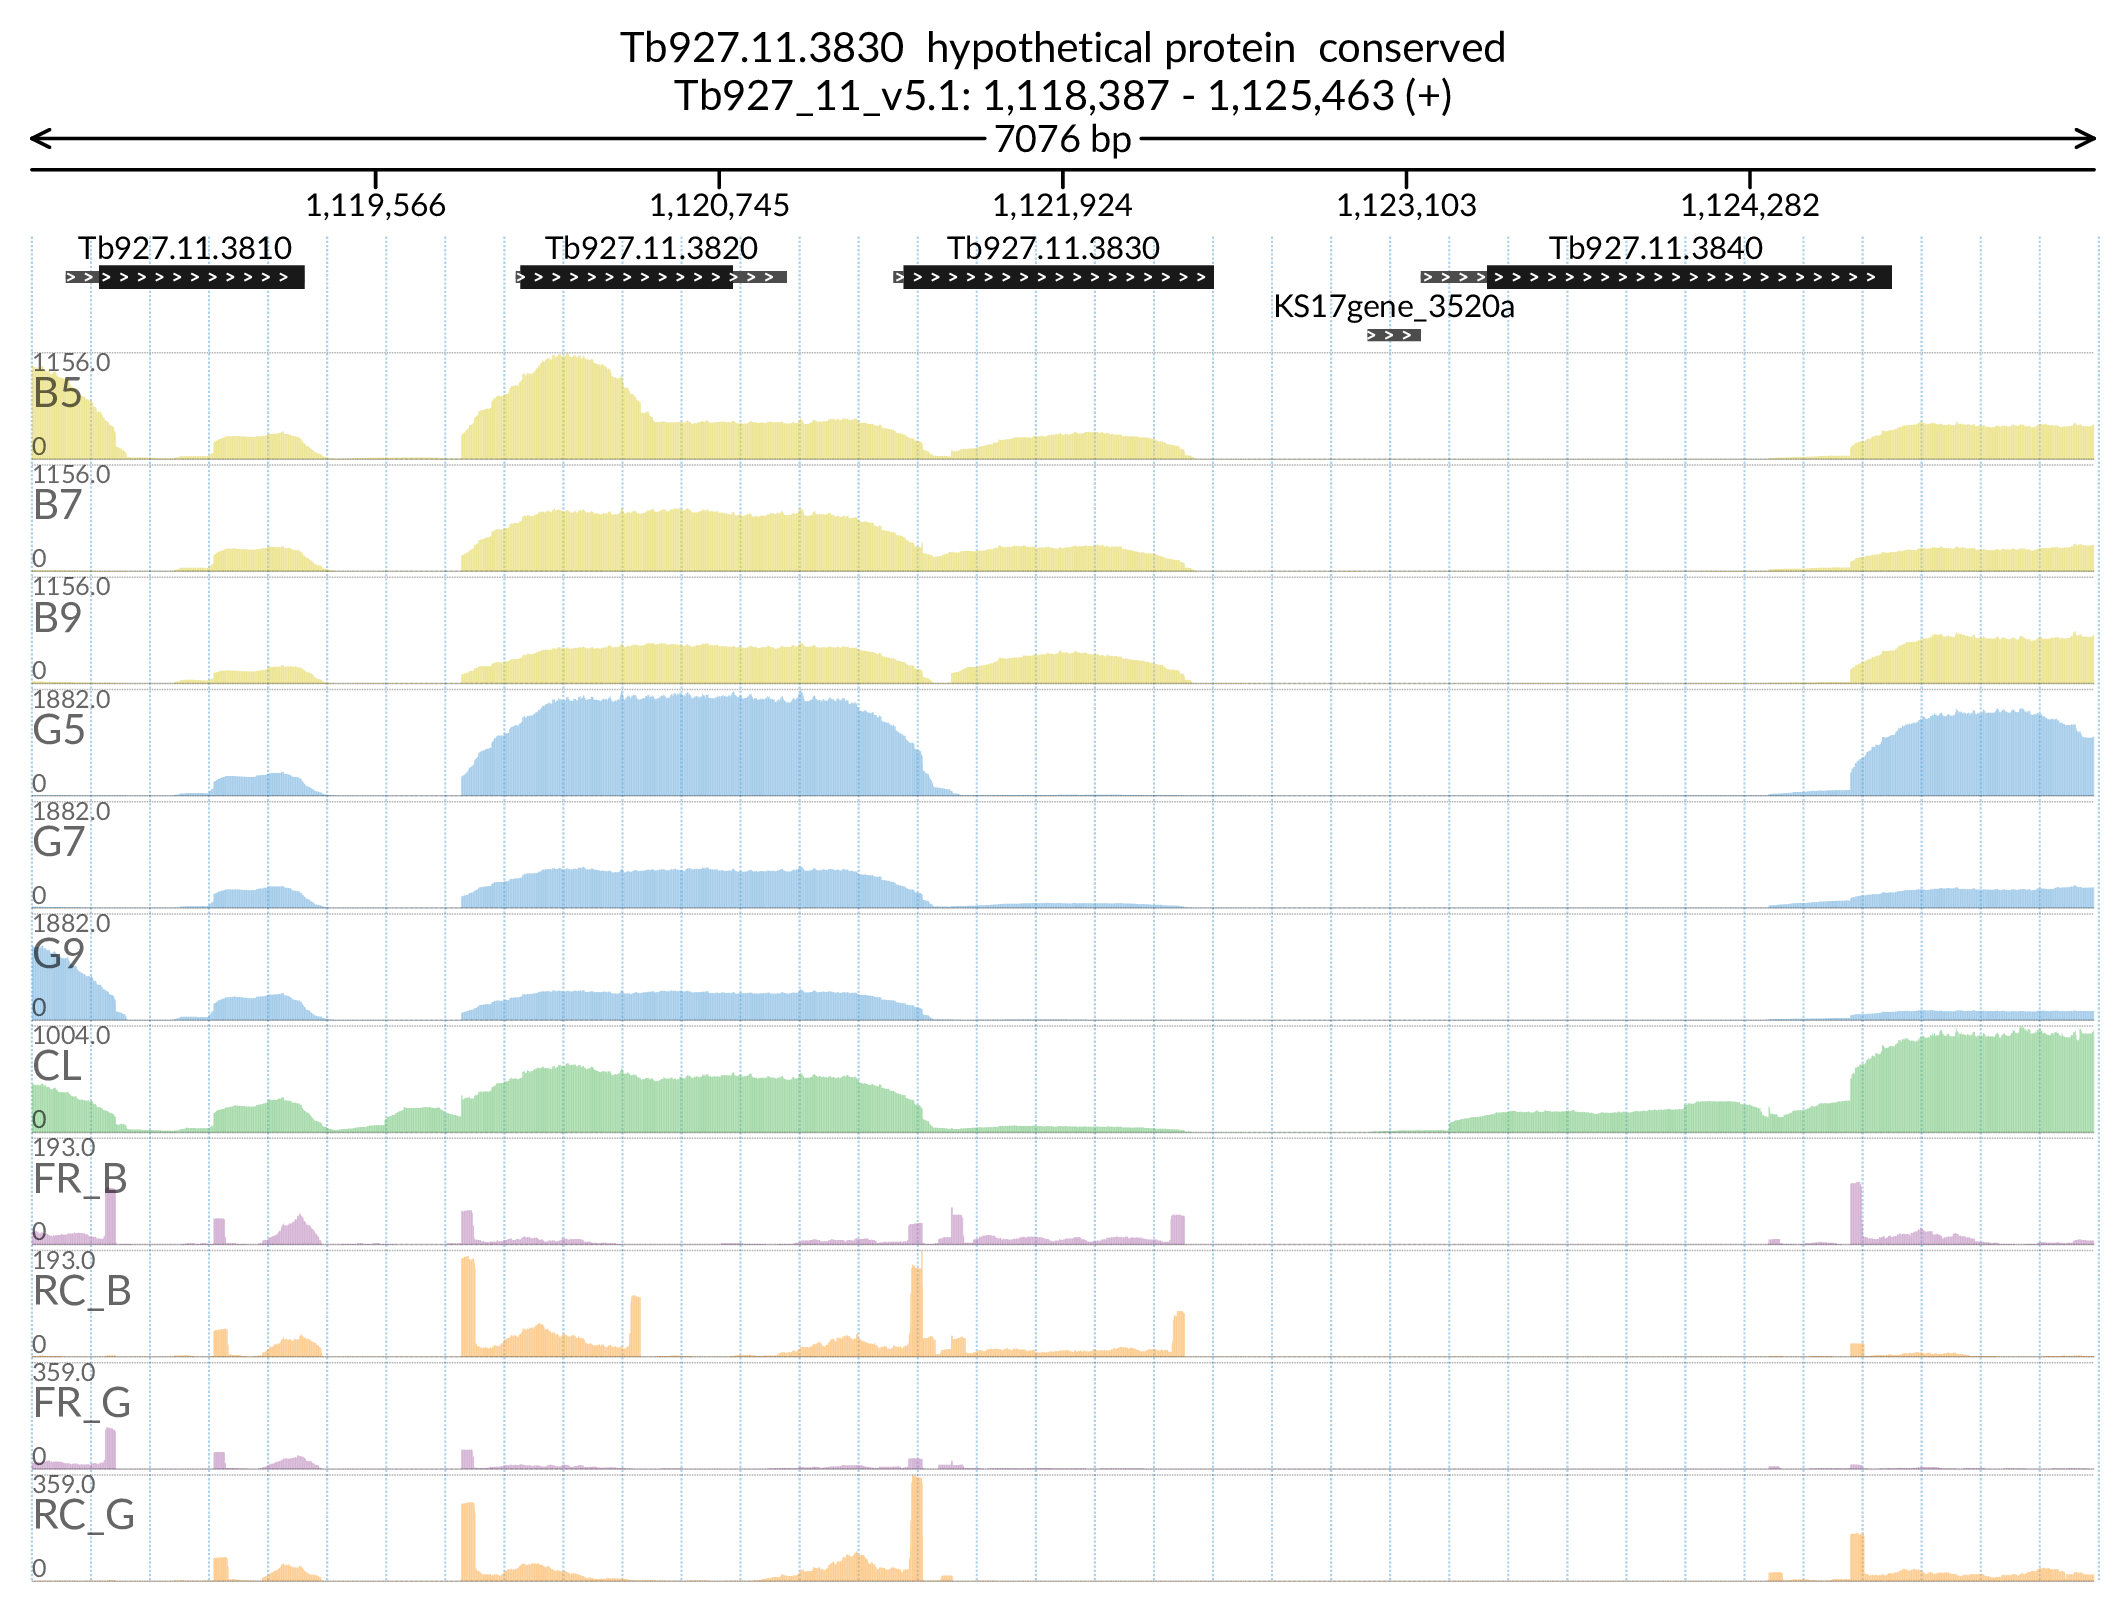 Tb927.11.3830  hypothetical protein  conserved
Tb927_11_v5.1: 1,118,387 - 1,125,463 (+)
7076 bp
1,119,566 1,120,745 1,121,924 1,123,103 1,124,282
Tb927.11.3810 Tb927.11.3820 Tb927.11.3830 Tb927.11.3840
KS17gene_3520a
1156.0
B5
0
1156.0
B7
0
1156.0
B9
0
1882.0
G5
0
1882.0
G7
0
1882.0
G9
0
1004.0
CL
0
193.0
FR_B
0
193.0
RC_B
0
359.0
FR_G
0
359.0
RC_G
0